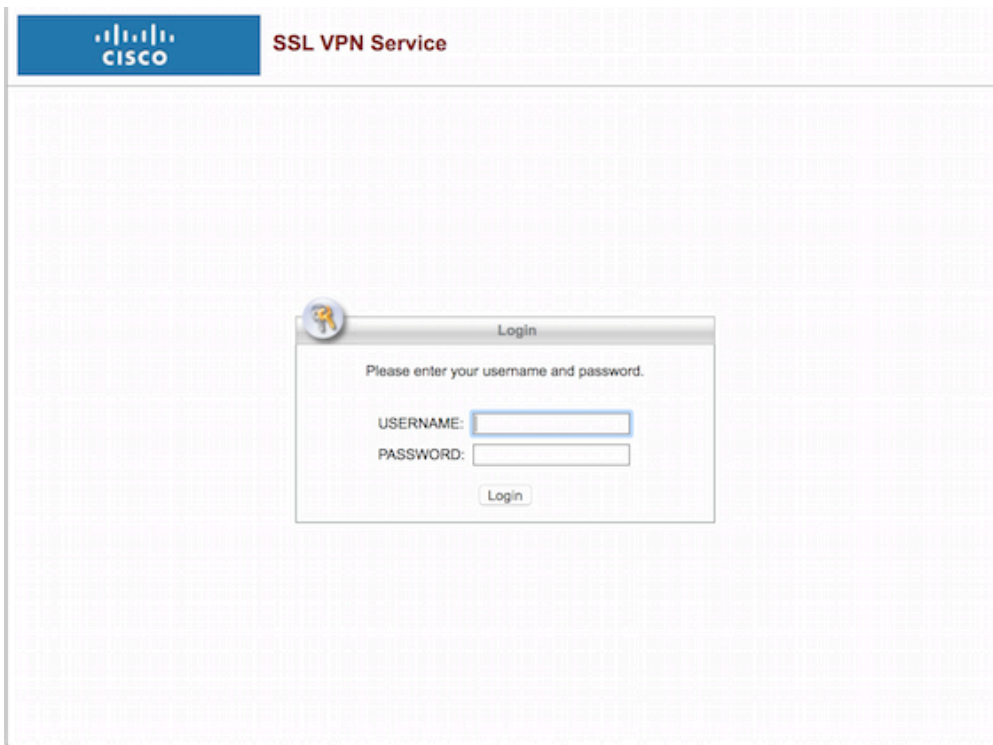 CISCO
SSL VPN Service
Login
Please enter your username and password.
USERNAME:
PASSWORD:
Login